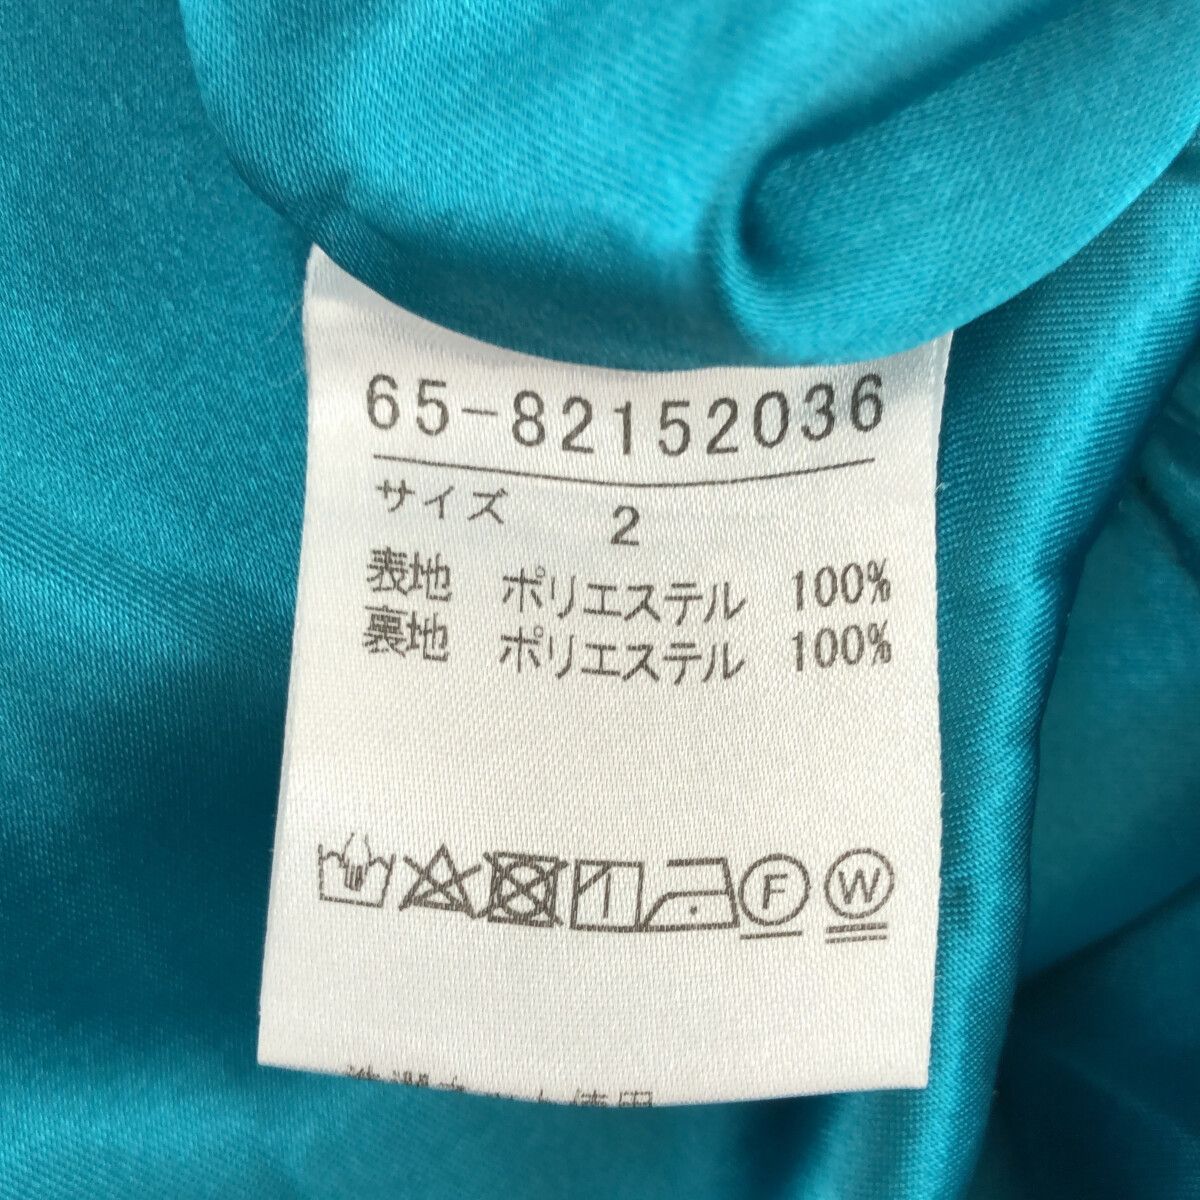 65-82152036
サイズ 2
表地 ポリエステル 100%
裏地 ポリエステル 100%
F W